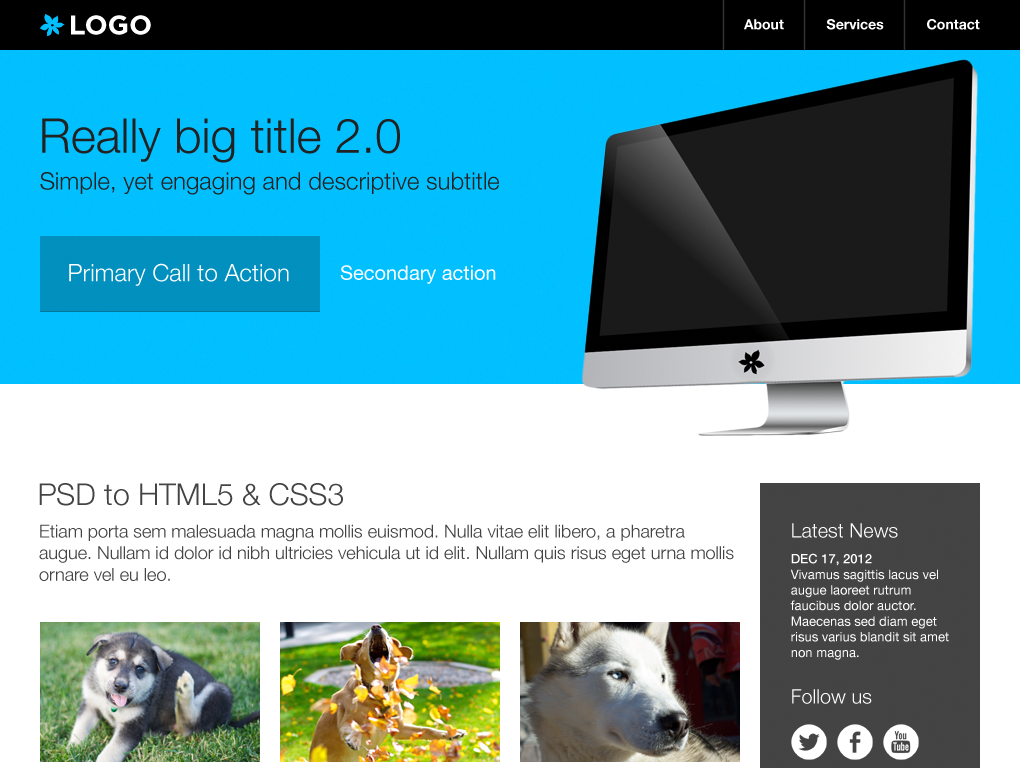 LOGO
About
Services
Contact
Really big title 2.0
Simple, yet engaging and descriptive subtitle
Primary Call to Action
Secondary action
PSD to HTML5 & CSS3
Etiam porta sem malesuada magna mollis euismod. Nulla vitae elit libero, a pharetra
augue. Nullam id dolor id nibh ultricies vehicula ut id elit. Nullam quis risus eget urna mollis
ornare vel eu leo.
Latest News
DEC 17, 2012
Vivamus sagittis lacus vel
augue laoreet rutrum
faucibus dolor auctor.
Maecenas sed diam eget
risus varius blandit sit amet
non magna.
Follow us
You
Tube